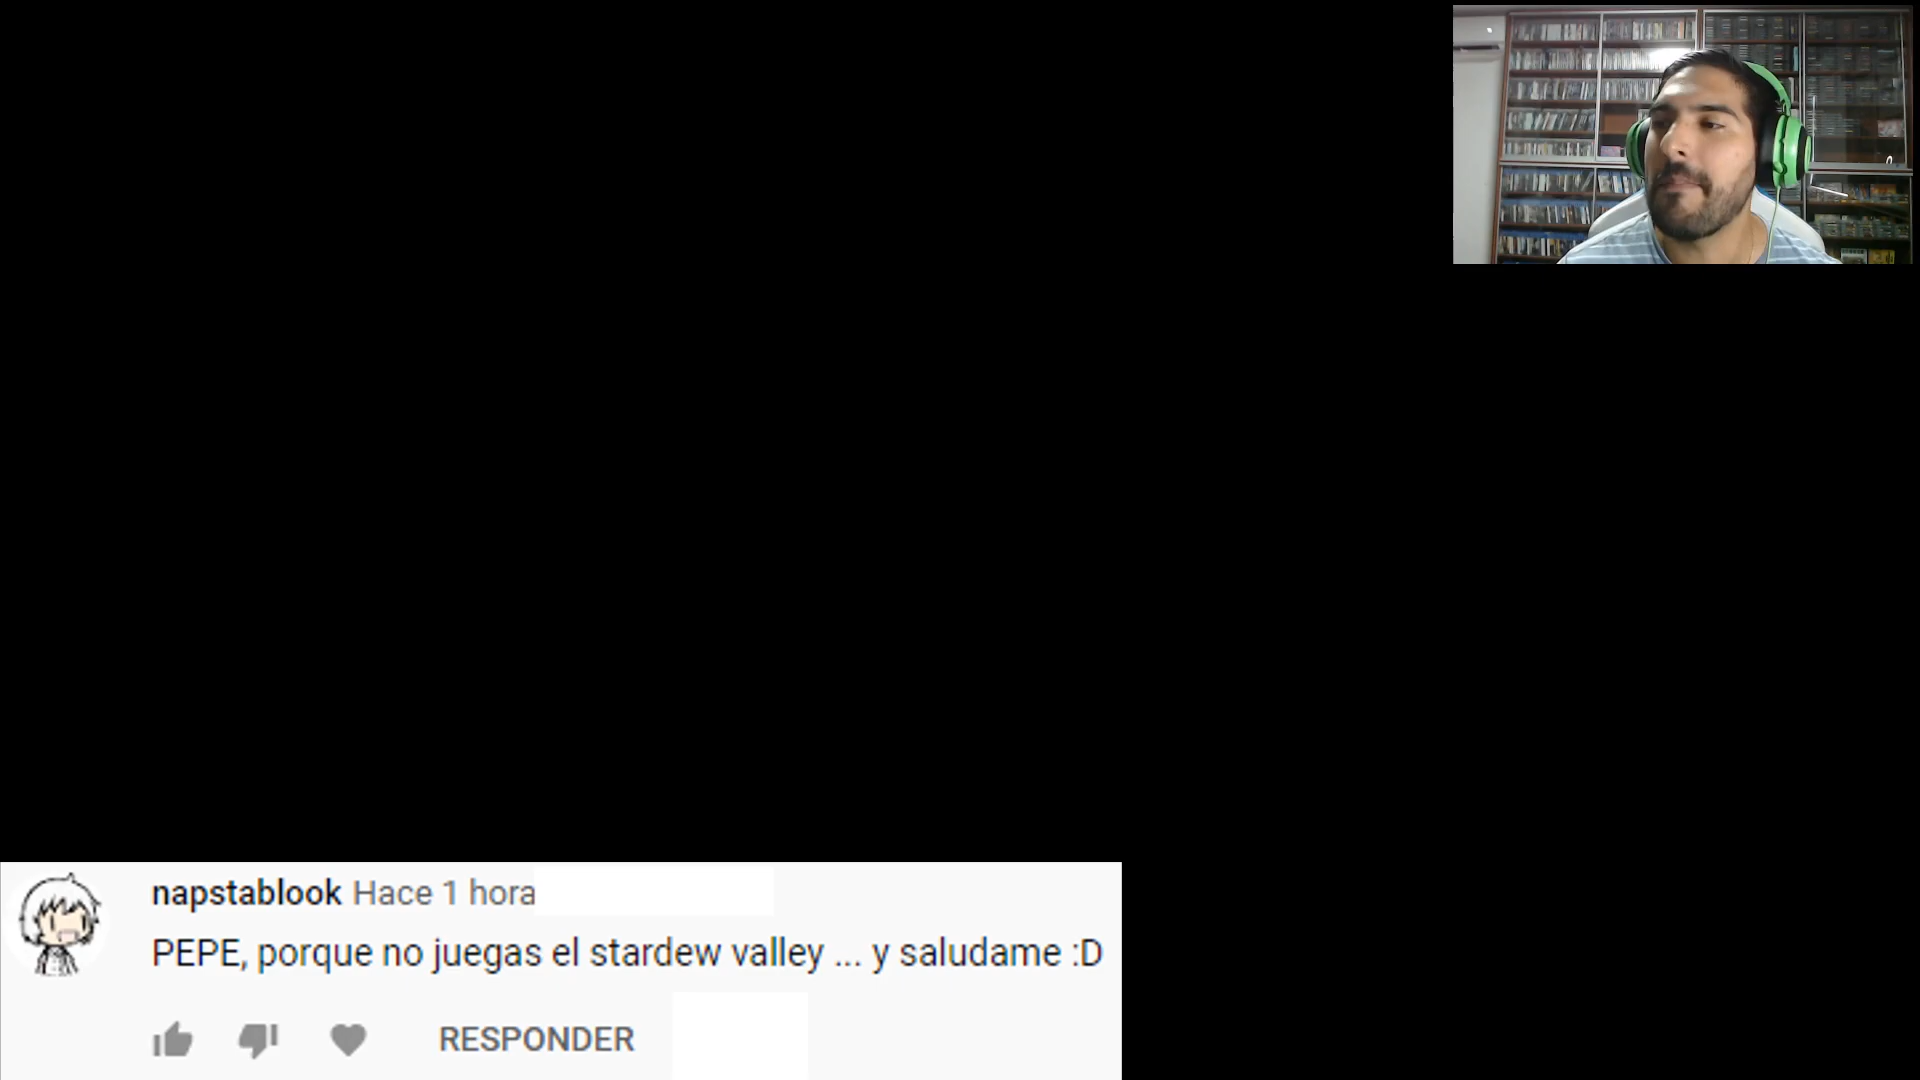 napstablook Hace 1 hora
PEPE, porque no juegas el stardew valley ... y saludame :D
RESPONDER